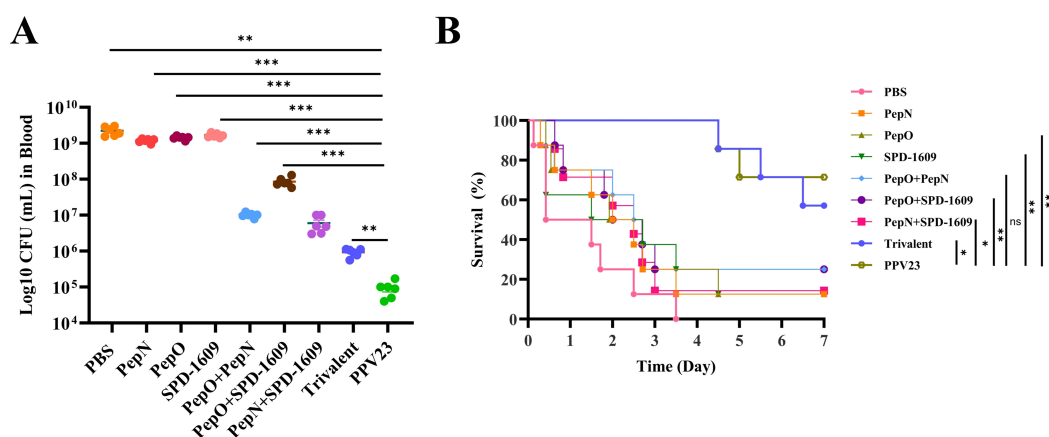 A
**
***
***
***
***
***
**
Log10 CFU (mL) in Blood
10^10
10^9
10^8
10^7
10^6
10^5
10^4
PBS
PepN
PepO
SPD-1609
PepO+PepN
PepO+SPD-1609
PepN+SPD-1609
Trivalent
PPV23
B
Survival (%)
100
80
60
40
20
0
0 1 2 3 4 5 6 7
Time (Day)
PBS
PepN
PepO
SPD-1609
PepO+PepN
PepO+SPD-1609
PepN+SPD-1609
Trivalent
PPV23
*
*
**
ns
**
**